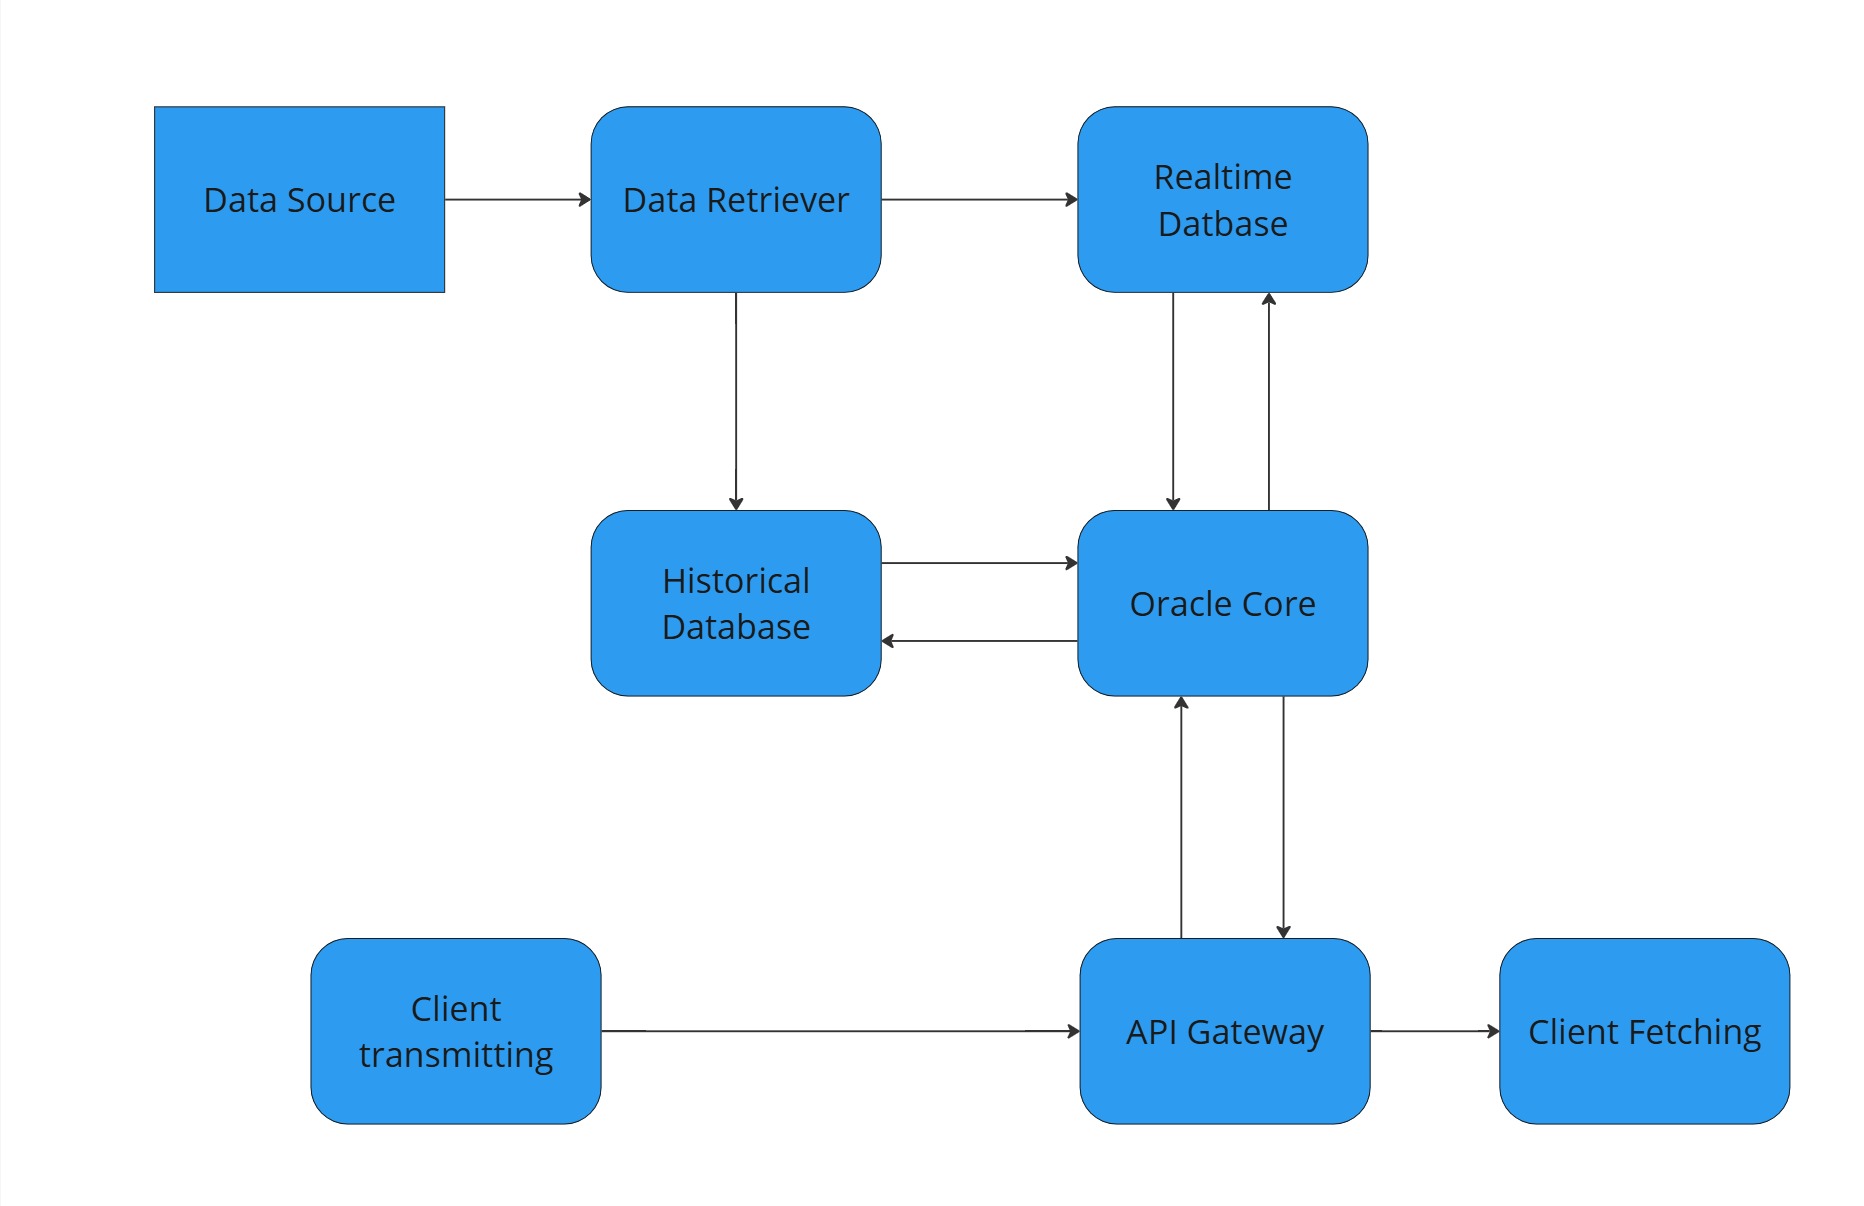 Data Source
Data Retriever
Realtime
Datbase
Historical
Database
Oracle Core
Client
transmitting
API Gateway
Client Fetching